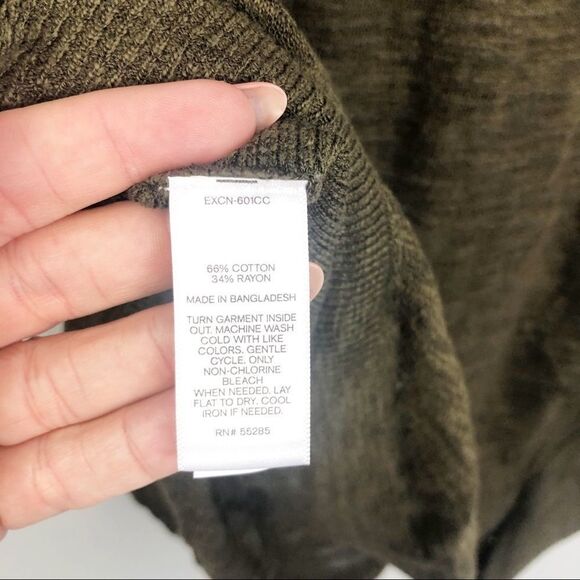 EXCN-601CC
66% COTTON
34% RAYON
MADE IN BANGLADESH
TURN GARMENT INSIDE
OUT. MACHINE WASH
COLD WITH LIKE
COLORS. GENTLE
CYCLE. ONLY
NON-CHLORINE
BLEACH
WHEN NEEDED. LAY
FLAT TO DRY. COOL
IRON IF NEEDED.
RN# 55285